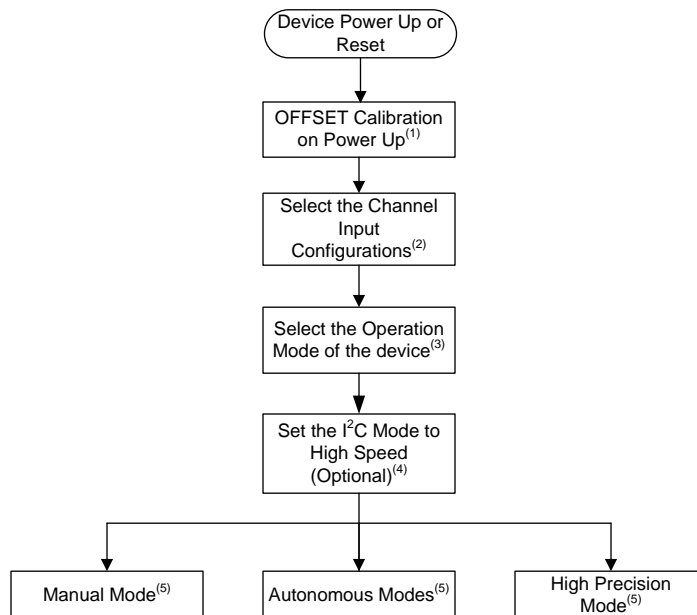 Device Power Up or
Reset
OFFSET Calibration
on Power Up(1)
Select the Channel
Input
Configurations(2)
Select the Operation
Mode of the device(3)
Set the I2C Mode to
High Speed
(Optional)(4)
Manual Mode(5)
Autonomous Modes(5)
High Precision
Mode(5)